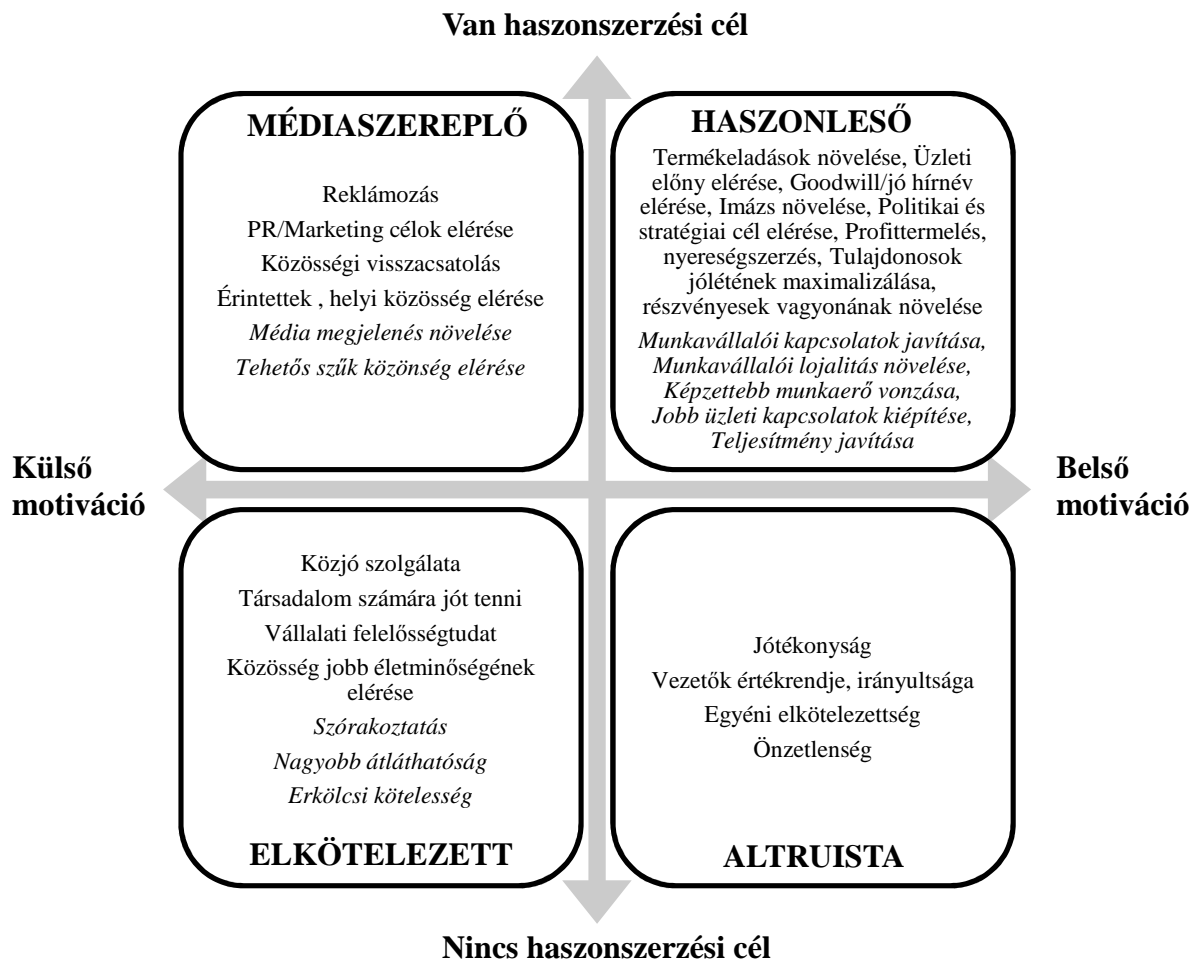 Van haszonszerzési cél
MÉDIASZEREPLŐ
Reklámozás
PR/Marketing célok elérése
Közösségi visszacsatolás
Érintettek , helyi közösség elérése
Média megjelenés növelése
Tehetős szűk közönség elérése
HASZONLESŐ
Termékeladások növelése, Üzleti
előny elérése, Goodwill/jó hírnév
elérése, Imázs növelése, Politikai és
stratégiai cél elérése, Profittermelés,
nyereségszerzés, Tulajdonosok
jólétének maximalizálása,
részvényesek vagyonának növelése
Munkavállalói kapcsolatok javítása,
Munkavállalói lojalitás növelése,
Képzettebb munkaerő vonzása,
Jobb üzleti kapcsolatok kiépítése,
Teljesítmény javítása
Külső
motiváció
Belső
motiváció
Közjó szolgálata
Társadalom számára jót tenni
Vállalati felelősségtudat
Közösség jobb életminőségének
elérése
Szórakoztatás
Nagyobb átláthatóság
Erkölcsi kötelesség
ELKÖTELEZETT
Jótékonyság
Vezetők értékrendje, irányultsága
Egyéni elkötelezettség
Önzetlenség
ALTRUISTA
Nincs haszonszerzési cél